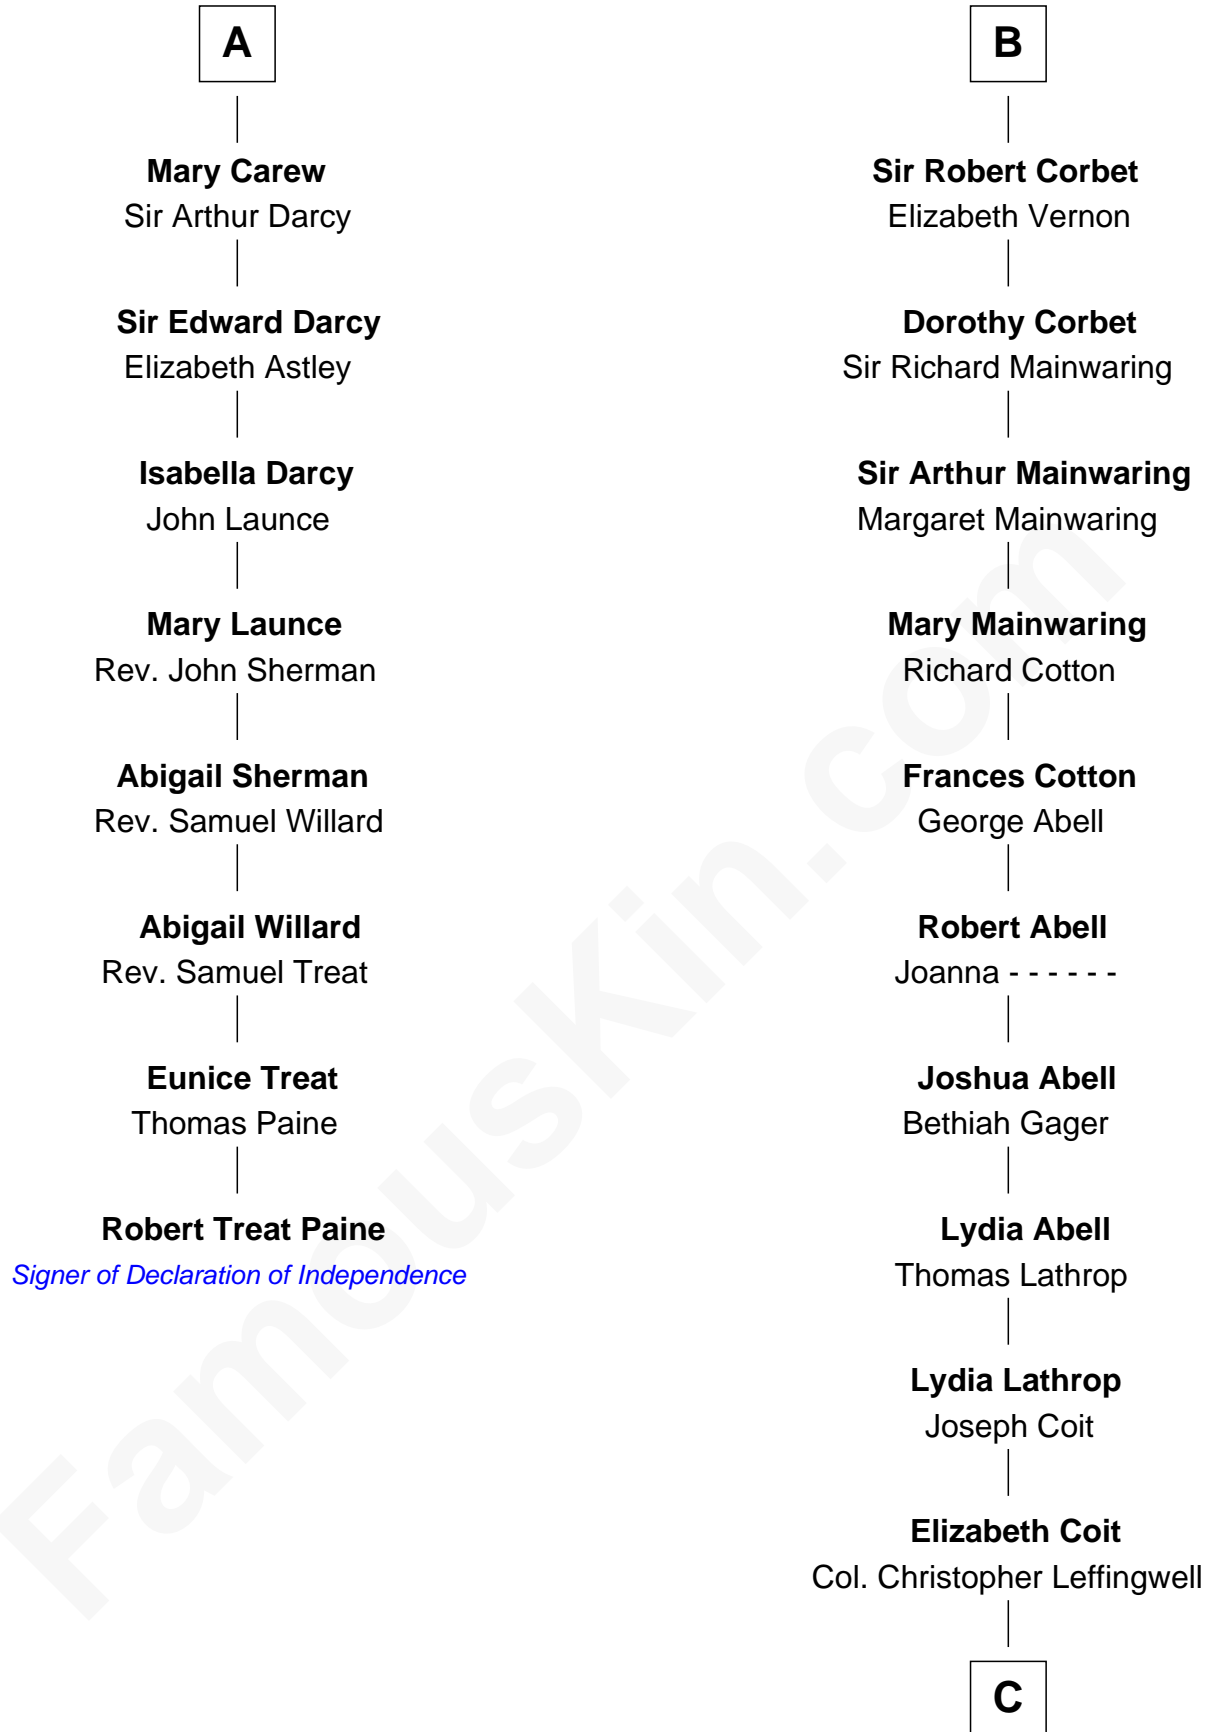 A
Mary Carew
Sir Arthur Darcy
Sir Edward Darcy
Elizabeth Astley
Isabella Darcy
John Launce
Mary Launce
Rev. John Sherman
Abigail Sherman
Rev. Samuel Willard
Abigail Willard
Rev. Samuel Treat
Eunice Treat
Thomas Paine
Robert Treat Paine
Signer of Declaration of Independence
B
Sir Robert Corbet
Elizabeth Vernon
Dorothy Corbet
Sir Richard Mainwaring
Sir Arthur Mainwaring
Margaret Mainwaring
Mary Mainwaring
Richard Cotton
Frances Cotton
George Abell
Robert Abell
Joanna - - - - - -
Joshua Abell
Bethiah Gager
Lydia Abell
Thomas Lathrop
Lydia Lathrop
Joseph Coit
Elizabeth Coit
Col. Christopher Leffingwell
C
FamousKin.com